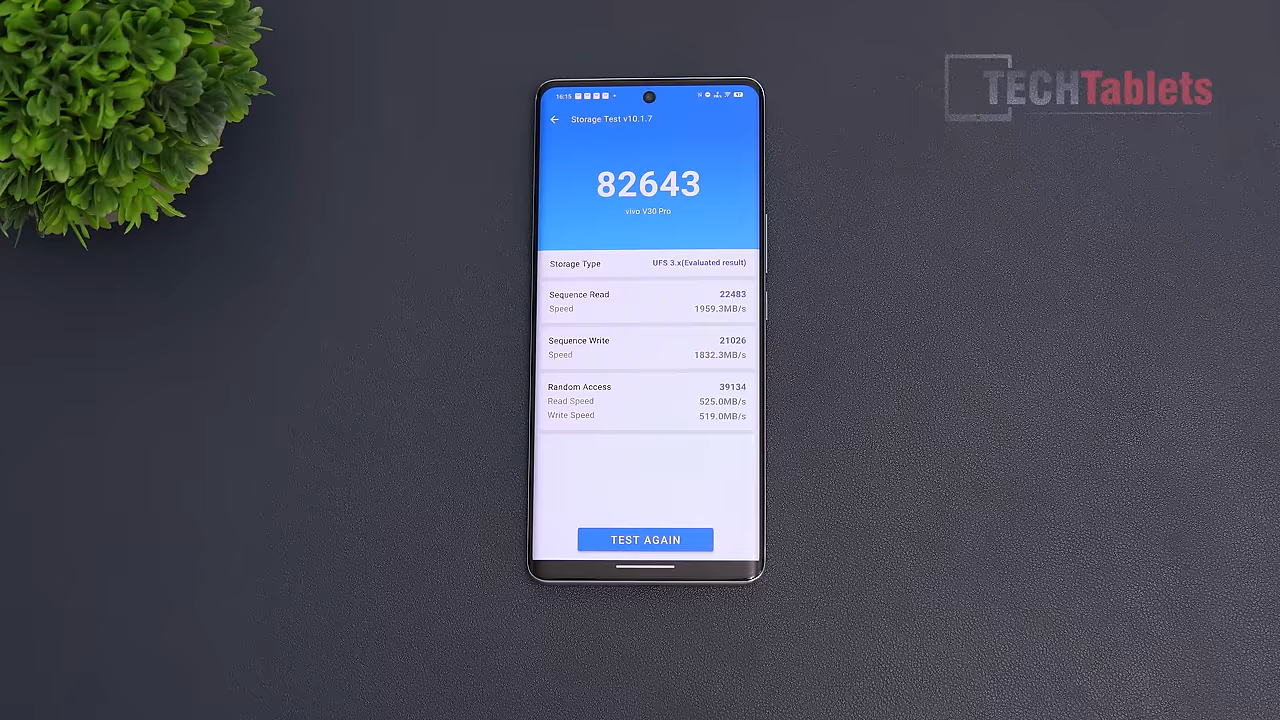 TECHTablets
16:15
Storage Test v10.1.7
82643
vivo V30 Pro
Storage Type UFS 3.x(Evaluated result)
Sequence Read 22483
Speed 1959.3MB/s
Sequence Write 21026
Speed 1832.3MB/s
Random Access 39134
Read Speed 525.0MB/s
Write Speed 519.0MB/s
TEST AGAIN